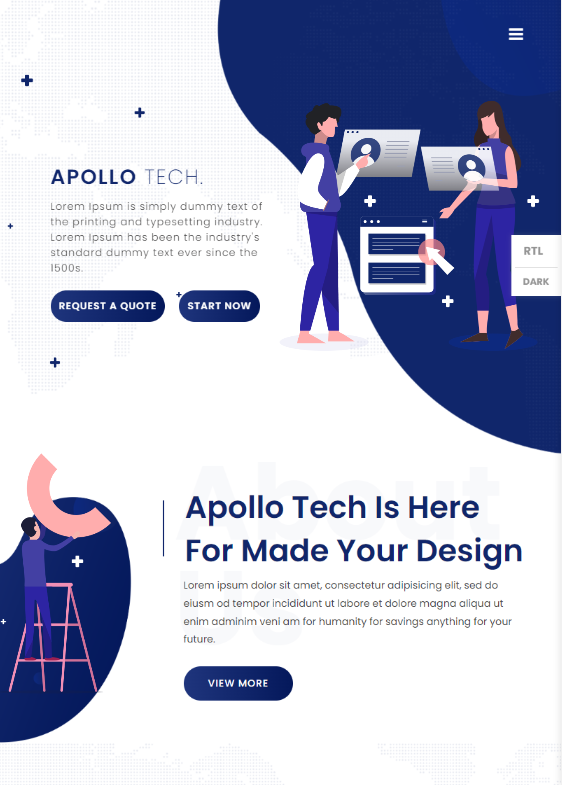 APOLLO TECH.
Lorem Ipsum is simply dummy text of
the printing and typesetting industry.
Lorem Ipsum has been the industry's
standard dummy text ever since the
1500s.
REQUEST A QUOTE
START NOW
RTL
DARK
About
Us
Apollo Tech Is Here
For Made Your Design
Lorem ipsum dolor sit amet, consectetur adipisicing elit, sed do
eiusm od tempor incididunt ut labore et dolore magna aliqua ut
enim adminim veni am for humanity for savings anything for your
future.
VIEW MORE